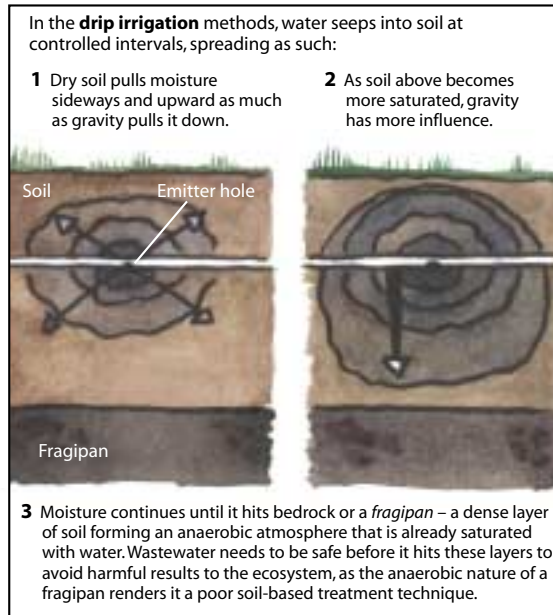 In the drip irrigation methods, water seeps into soil at
controlled intervals, spreading as such:
1 Dry soil pulls moisture
sideways and upward as much
as gravity pulls it down.
2 As soil above becomes
more saturated, gravity
has more influence.
Soil
Emitter hole
Fragipan
3 Moisture continues until it hits bedrock or a fragipan – a dense layer
of soil forming an anaerobic atmosphere that is already saturated
with water. Wastewater needs to be safe before it hits these layers to
avoid harmful results to the ecosystem, as the anaerobic nature of a
fragipan renders it a poor soil-based treatment technique.